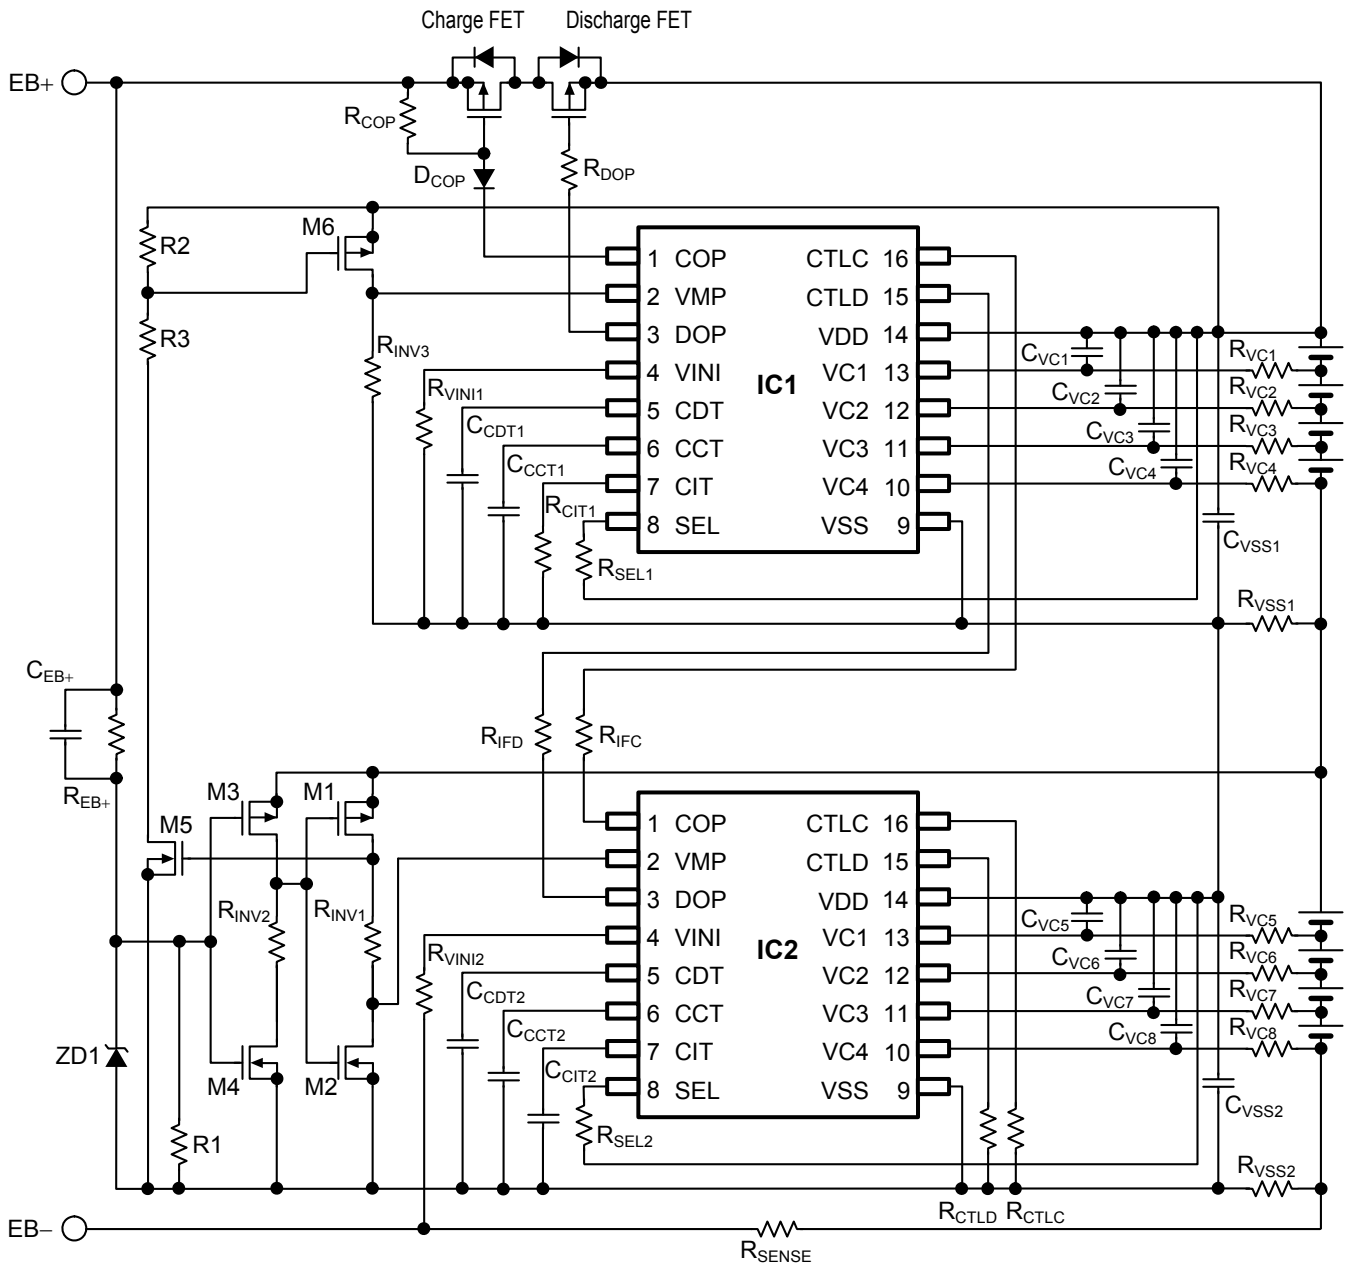 Charge FET Discharge FET
EB+
RCOP
DCOP
RDOP
M6
R2
R3
RINV3
RVINI1
CCDT1
CCCT1
RCIT1
RSEL1
1 COP CTLC 16
2 VMP CTLD 15
3 DOP VDD 14
4 VINI VC1 13
IC1
5 CDT VC2 12
6 CCT VC3 11
7 CIT VC4 10
8 SEL VSS 9
CVC1
CVC2
CVC3
CVC4
RVC1
RVC2
RVC3
RVC4
CVSS1
RVSS1
CEB+
REB+
RIFD
RIFC
M3
M1
M5
RINV2
RINV1
RVINI2
CCDT2
CCCT2
CCIT2
RSEL2
1 COP CTLC 16
2 VMP CTLD 15
3 DOP VDD 14
4 VINI VC1 13
IC2
5 CDT VC2 12
6 CCT VC3 11
7 CIT VC4 10
8 SEL VSS 9
CVC5
CVC6
CVC7
CVC8
RVC5
RVC6
RVC7
RVC8
CVSS2
ZD1
M4
M2
R1
RVSS2
RCTLD
RCTLC
EB−
RSENSE